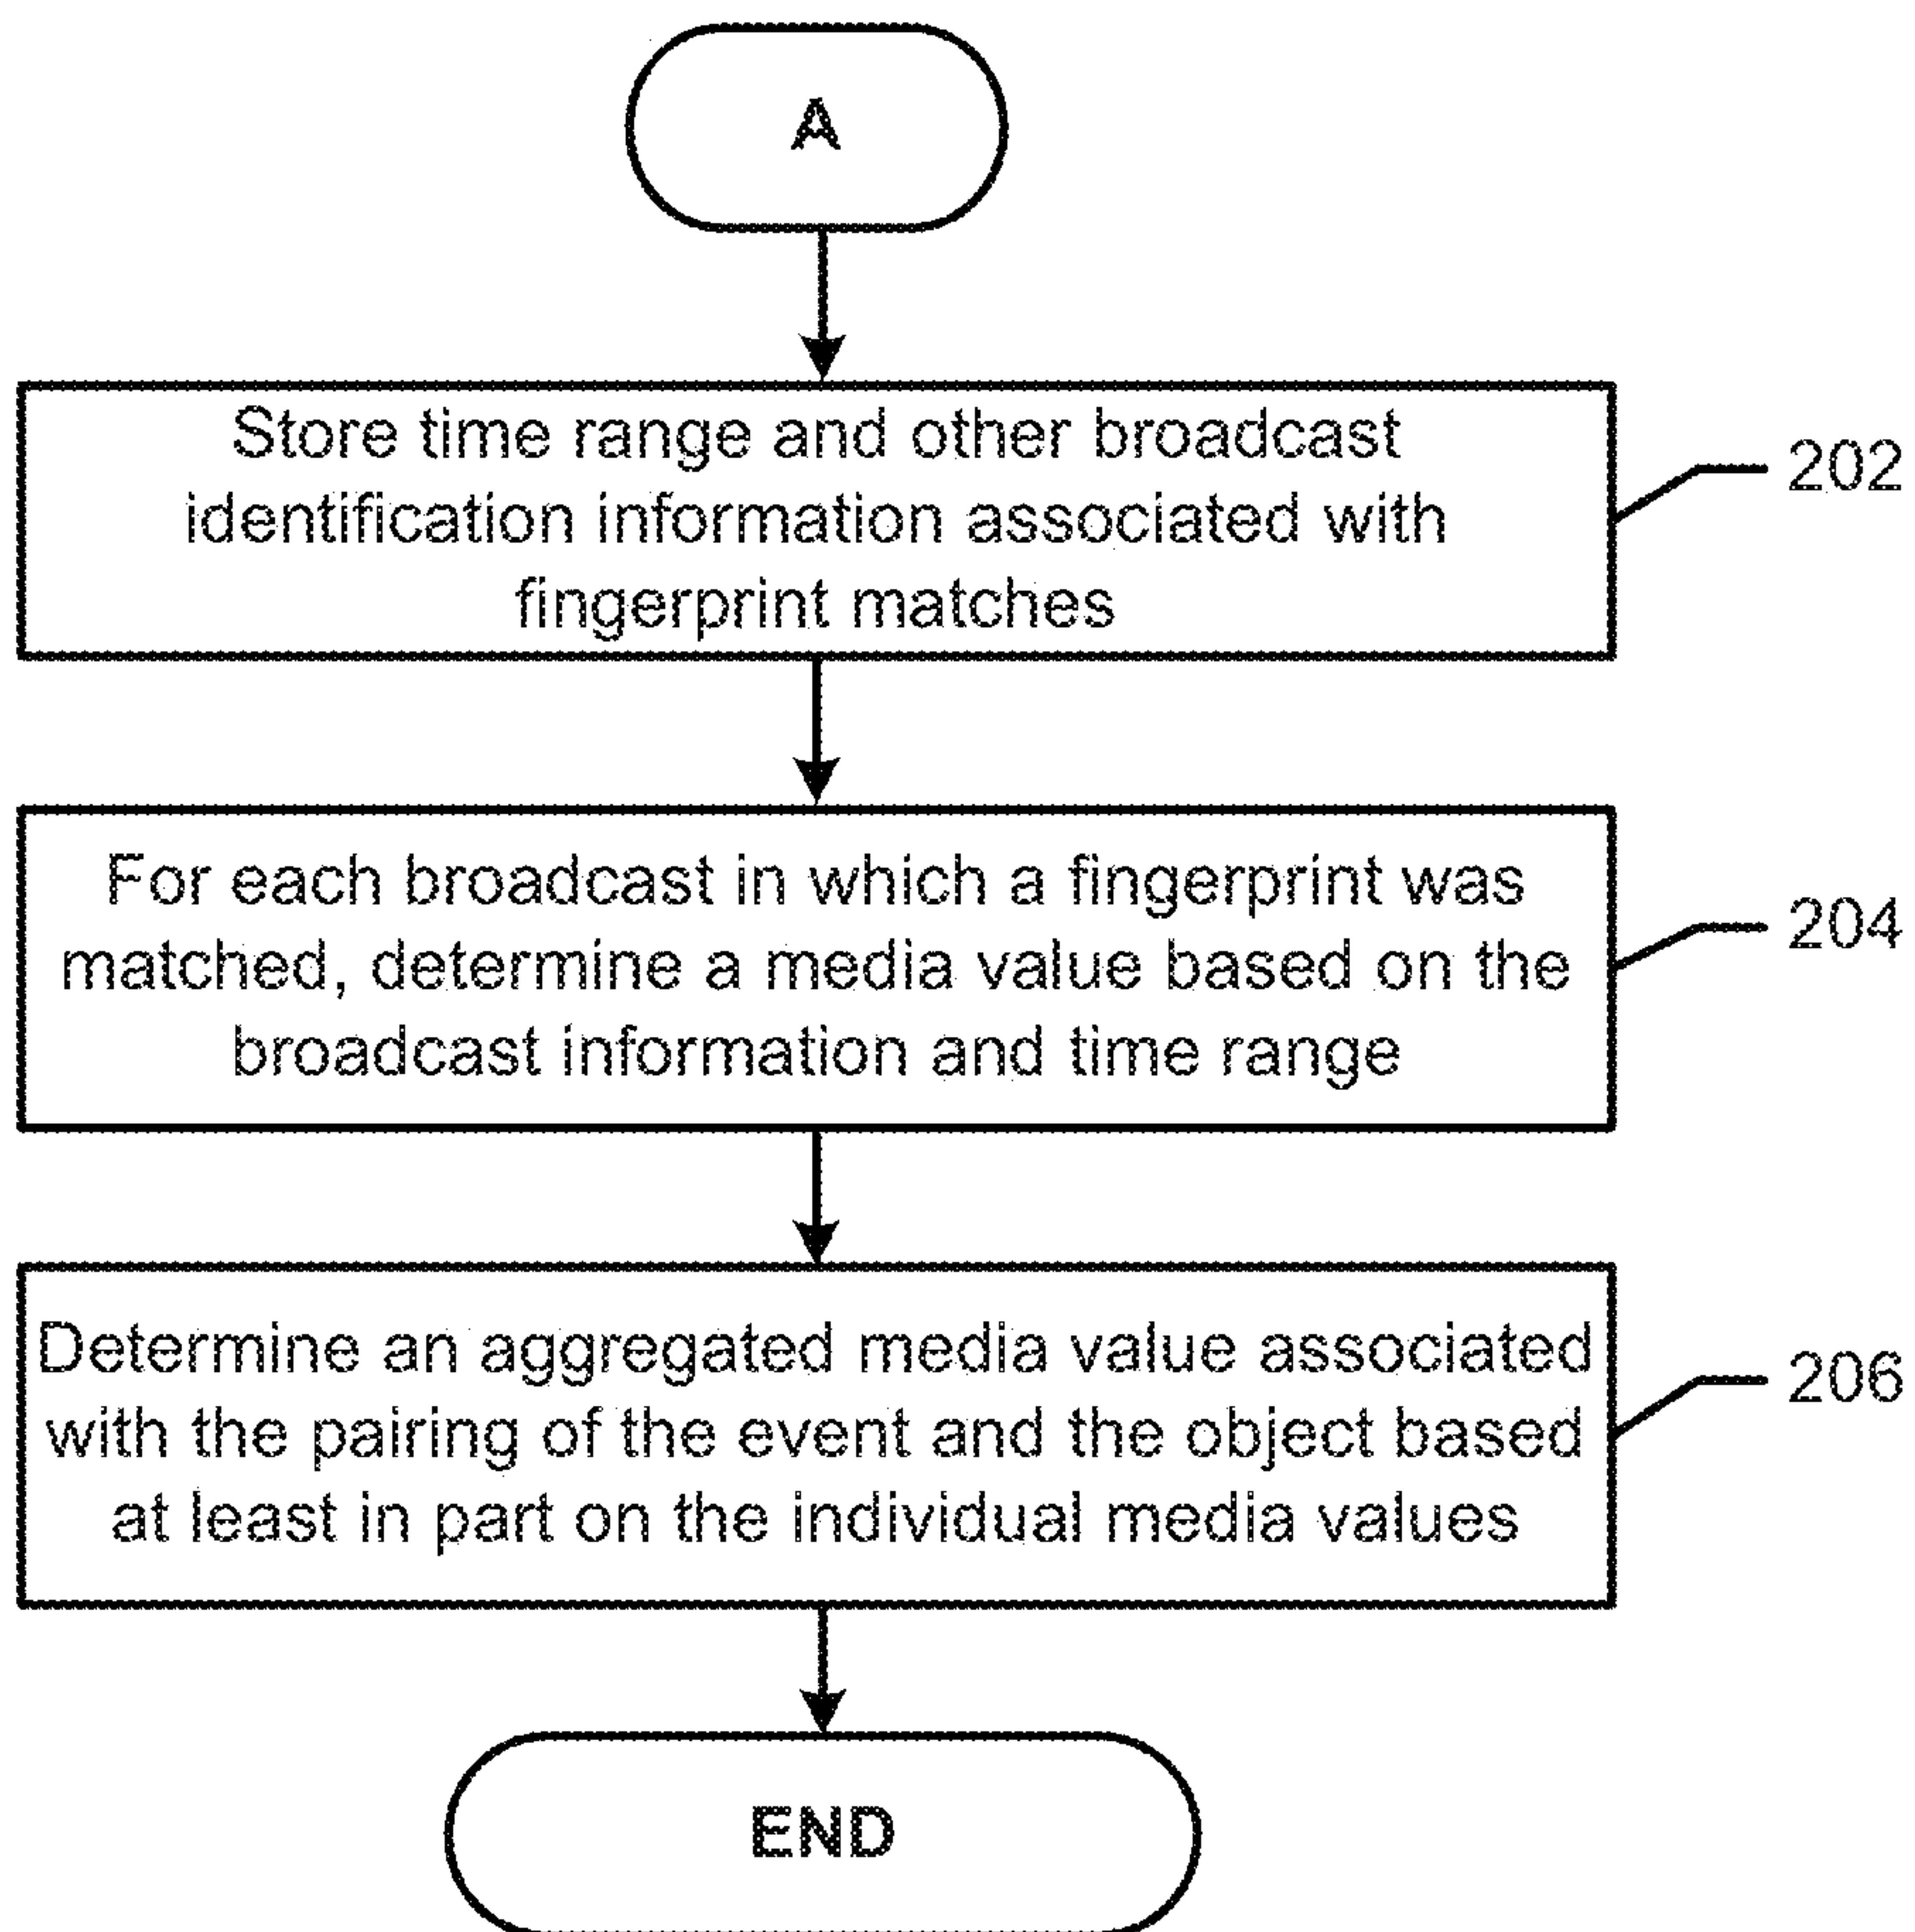 A
Store time range and other broadcast
identification information associated with
fingerprint matches
202
For each broadcast in which a fingerprint was
matched, determine a media value based on the
broadcast information and time range
204
Determine an aggregated media value associated
with the pairing of the event and the object based
at least in part on the individual media values
206
END